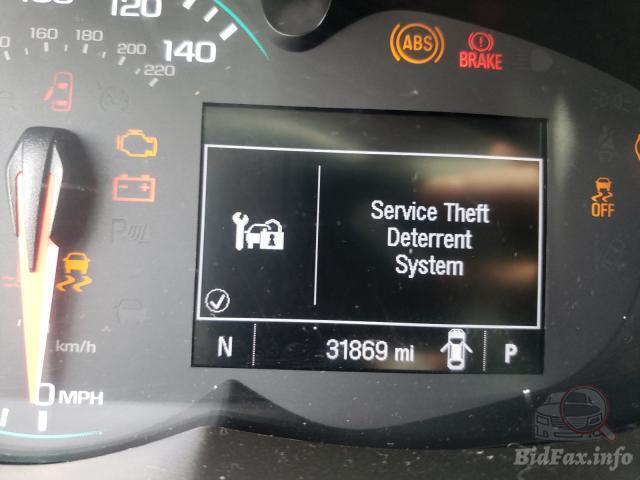 120
140
160
180
200
220
ABS
BRAKE
Service Theft
Deterrent
System
OFF
N
31869 mi
P
km/h
0 MPH
BidFax.info